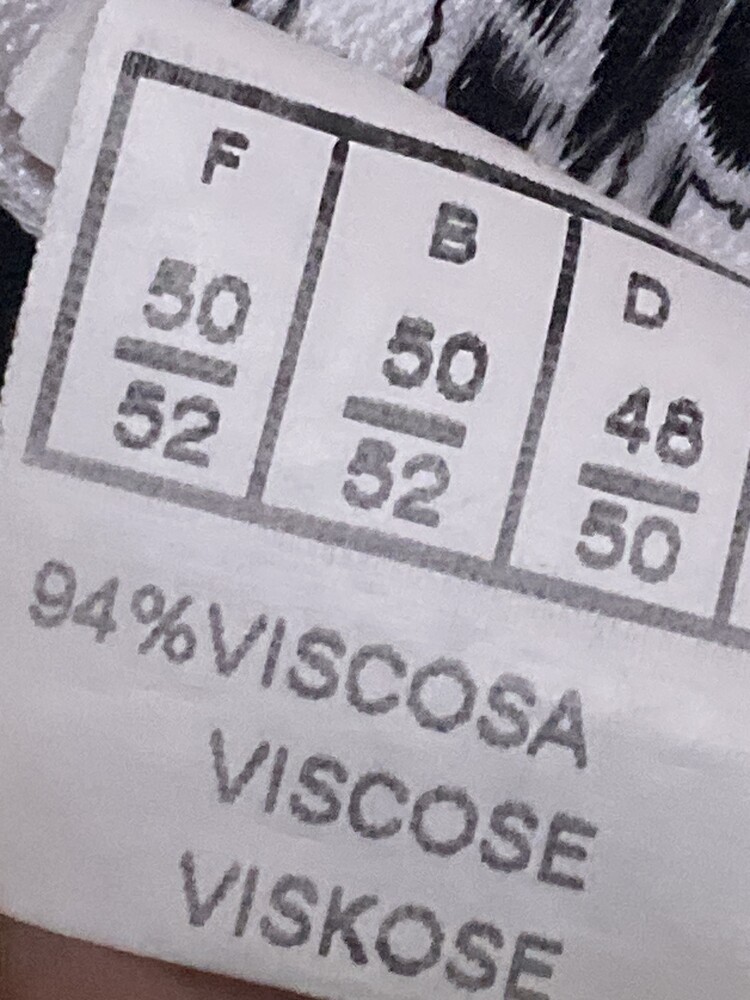 F B D
50 50 48
52 52 50
94%VISCOSA
VISCOSE
VISKOSE